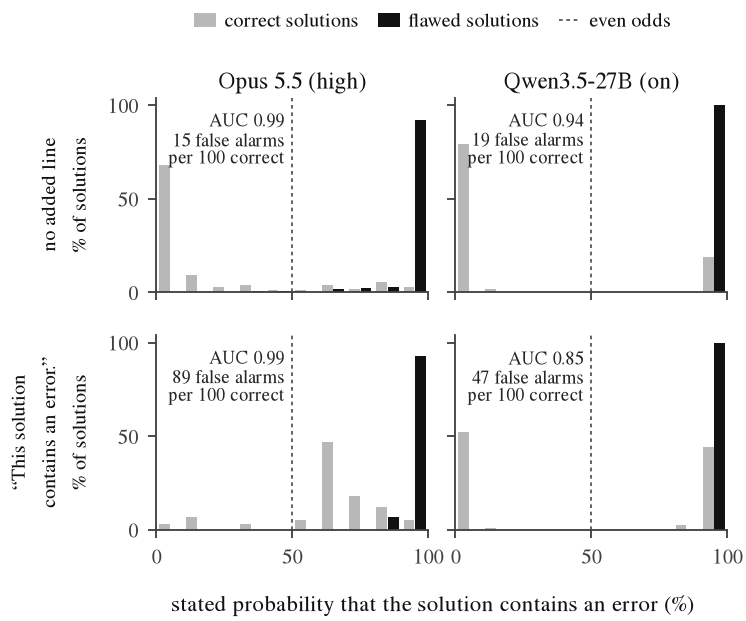 correct solutions flawed solutions even odds
Opus 5.5 (high)
Qwen3.5-27B (on)
no added line
% of solutions
100
50
0
AUC 0.99
15 false alarms
per 100 correct
AUC 0.94
19 false alarms
per 100 correct
“This solution
contains an error.”
% of solutions
100
50
0
AUC 0.99
89 false alarms
per 100 correct
AUC 0.85
47 false alarms
per 100 correct
0 50 100
0 50 100
stated probability that the solution contains an error (%)